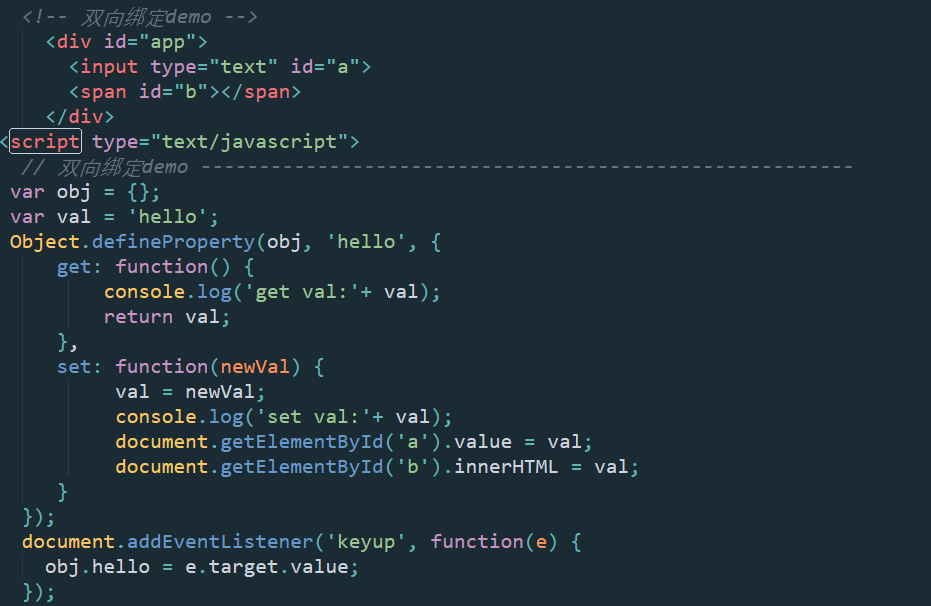 <!-- 双向绑定demo -->
<div id="app">
<input type="text" id="a">
<span id="b"></span>
</div>
<script type="text/javascript">
// 双向绑定demo --------------------------------------------------------
var obj = {};
var val = 'hello';
Object.defineProperty(obj, 'hello', {
get: function() {
console.log('get val:'+ val);
return val;
},
set: function(newVal) {
val = newVal;
console.log('set val:'+ val);
document.getElementById('a').value = val;
document.getElementById('b').innerHTML = val;
}
});
document.addEventListener('keyup', function(e) {
obj.hello = e.target.value;
});